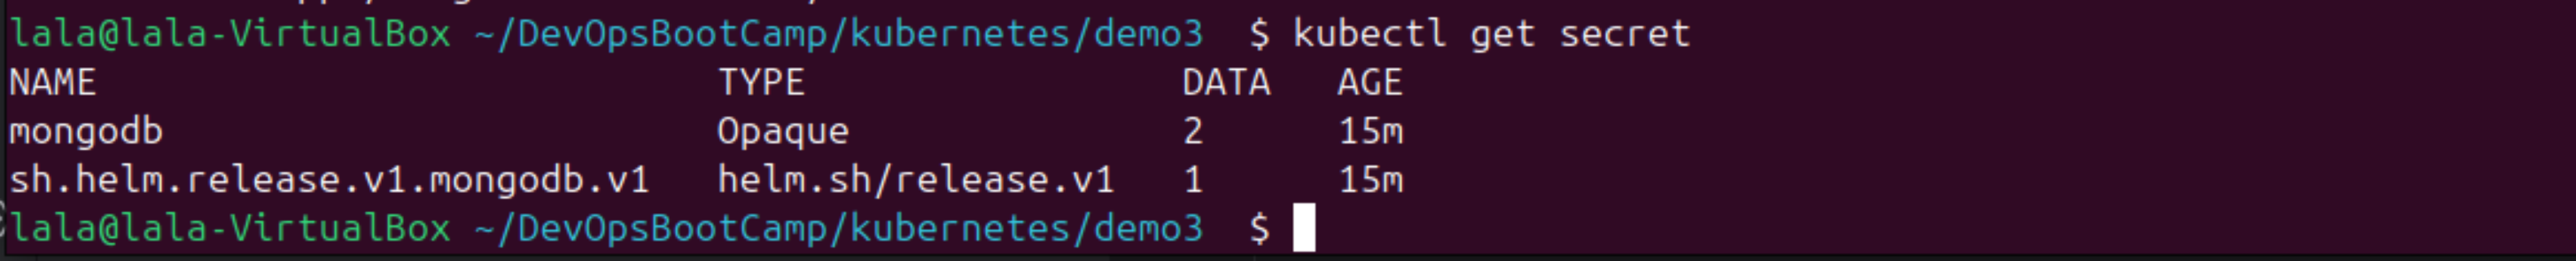 lala@lala-VirtualBox ~/DevOpsBootCamp/kubernetes/demo3 $ kubectl get secret
NAME TYPE DATA AGE
mongodb Opaque 2 15m
sh.helm.release.v1.mongodb.v1 helm.sh/release.v1 1 15m
lala@lala-VirtualBox ~/DevOpsBootCamp/kubernetes/demo3 $